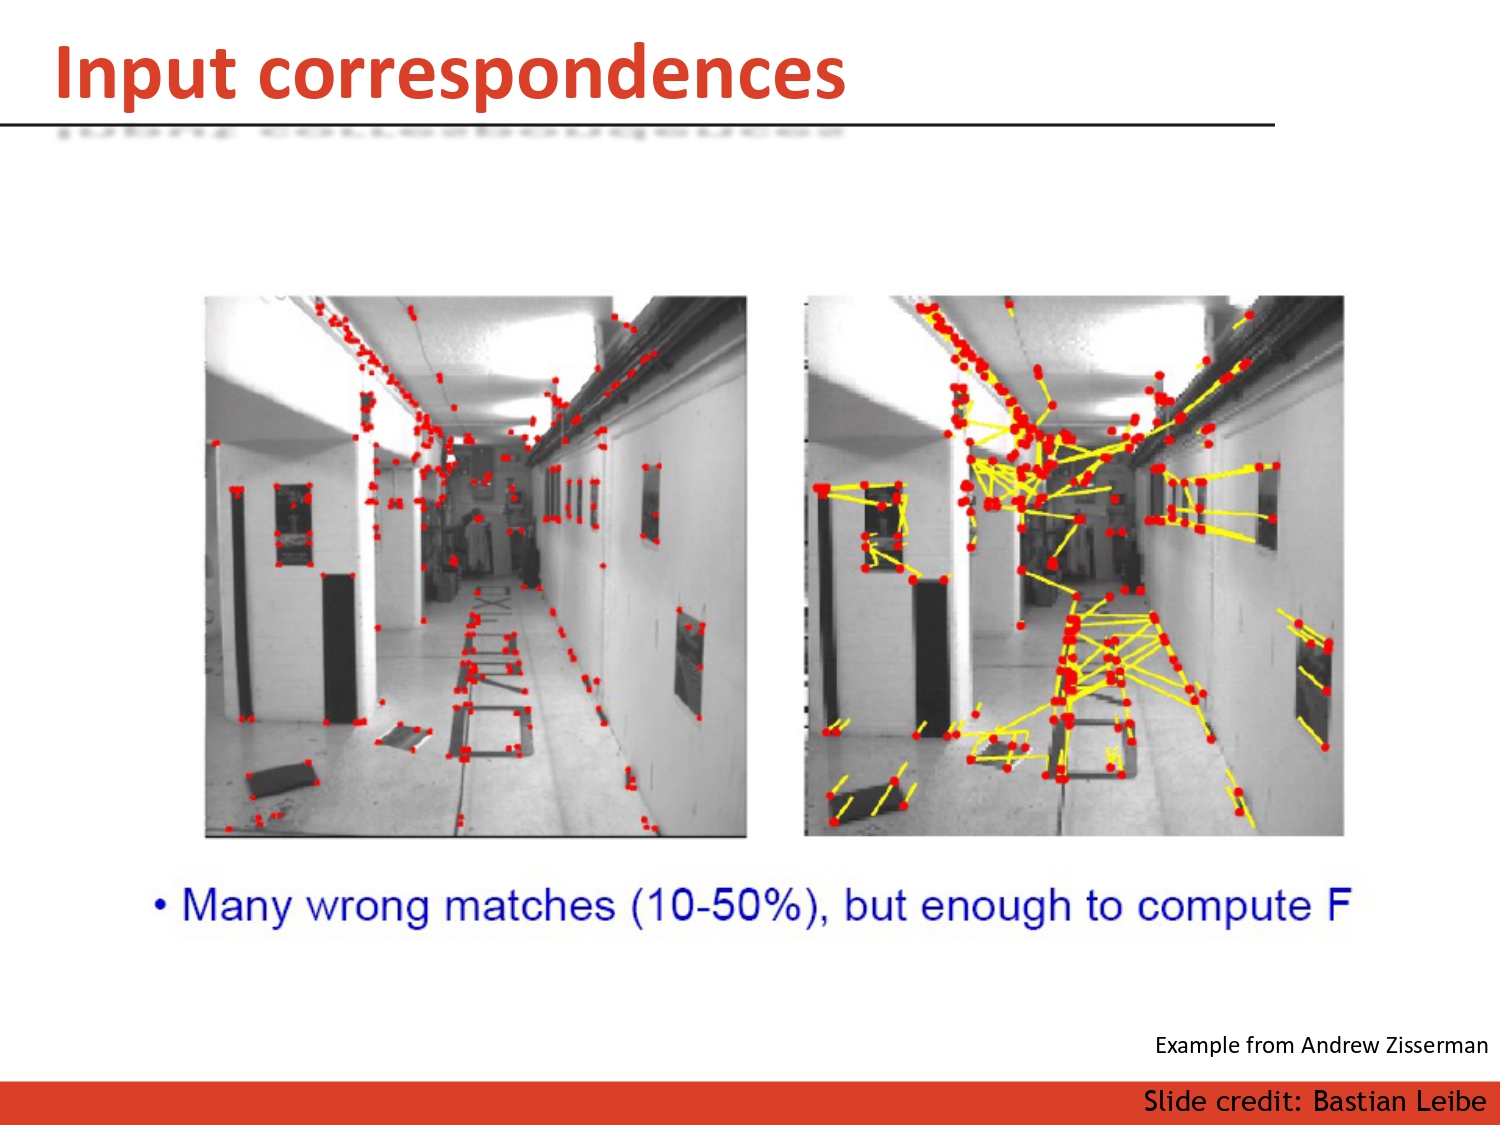 Input correspondences
• Many wrong matches (10-50%), but enough to compute F
Example from Andrew Zisserman
Slide credit: Bastian Leibe